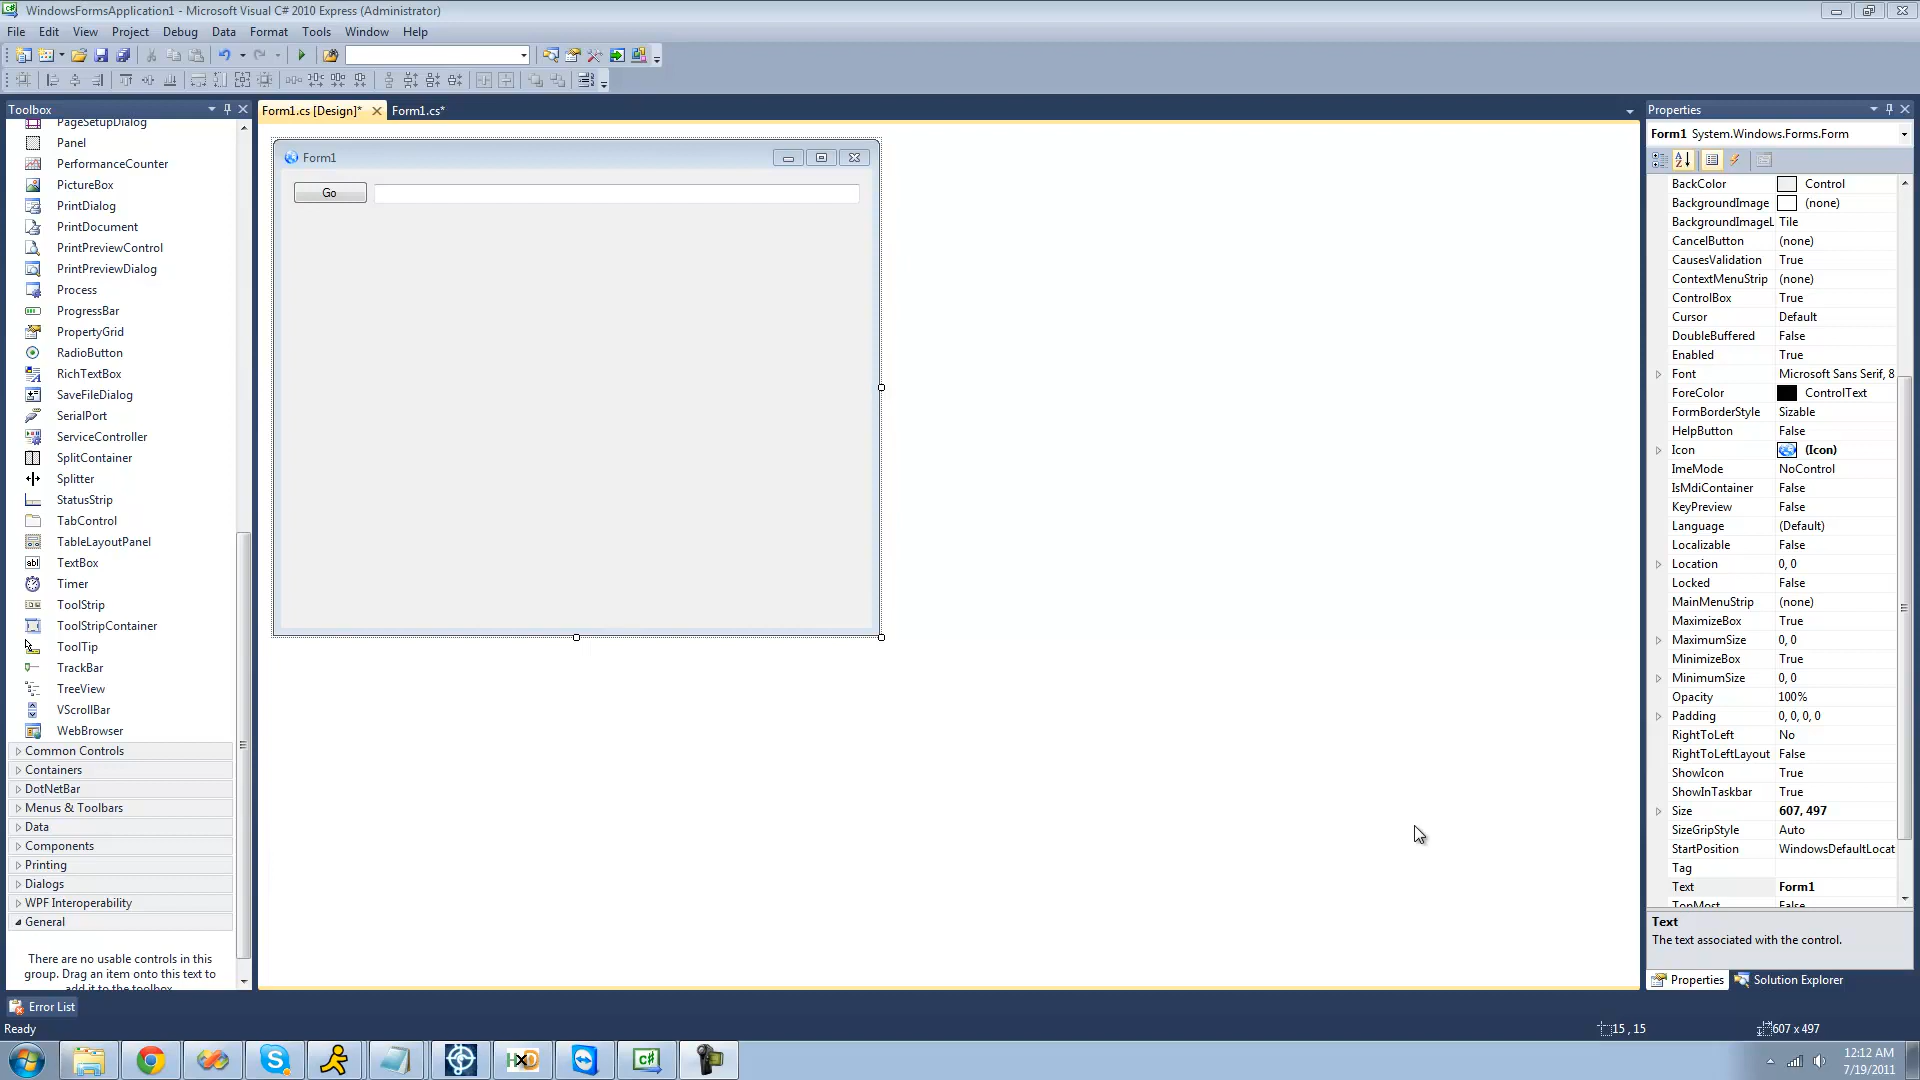 WindowsFormsApplication1 - Microsoft Visual C# 2010 Express (Administrator)
File Edit View Project Debug Data Format Tools Window Help
Toolbox
PageSetupDialog
Panel
PerformanceCounter
PictureBox
PrintDialog
PrintDocument
PrintPreviewControl
PrintPreviewDialog
Process
ProgressBar
PropertyGrid
RadioButton
RichTextBox
SaveFileDialog
SerialPort
ServiceController
SplitContainer
Splitter
StatusStrip
TabControl
TableLayoutPanel
TextBox
Timer
ToolStrip
ToolStripContainer
ToolTip
TrackBar
TreeView
VScrollBar
WebBrowser
Common Controls
Containers
DotNetBar
Menus & Toolbars
Data
Components
Printing
Dialogs
WPF Interoperability
General
There are no usable controls in this
group. Drag an item onto this text to
add it to the toolbox.
Form1.cs [Design]* Form1.cs*
Form1
Go
Properties
Form1 System.Windows.Forms.Form
BackColor Control
BackgroundImage (none)
BackgroundImageL Tile
CancelButton (none)
CausesValidation True
ContextMenuStrip (none)
ControlBox True
Cursor Default
DoubleBuffered False
Enabled True
Font Microsoft Sans Serif, 8
ForeColor ControlText
FormBorderStyle Sizable
HelpButton False
Icon (Icon)
ImeMode NoControl
IsMdiContainer False
KeyPreview False
Language (Default)
Localizable False
Location 0, 0
Locked False
MainMenuStrip (none)
MaximizeBox True
MaximumSize 0, 0
MinimizeBox True
MinimumSize 0, 0
Opacity 100%
Padding 0, 0, 0, 0
RightToLeft No
RightToLeftLayout False
ShowIcon True
ShowInTaskbar True
Size 607, 497
SizeGripStyle Auto
StartPosition WindowsDefaultLocat
Tag
Text Form1
TopMost False
Text
The text associated with the control.
Properties Solution Explorer
Error List
Ready 15 , 15 607 x 497
12:12 AM
7/19/2011